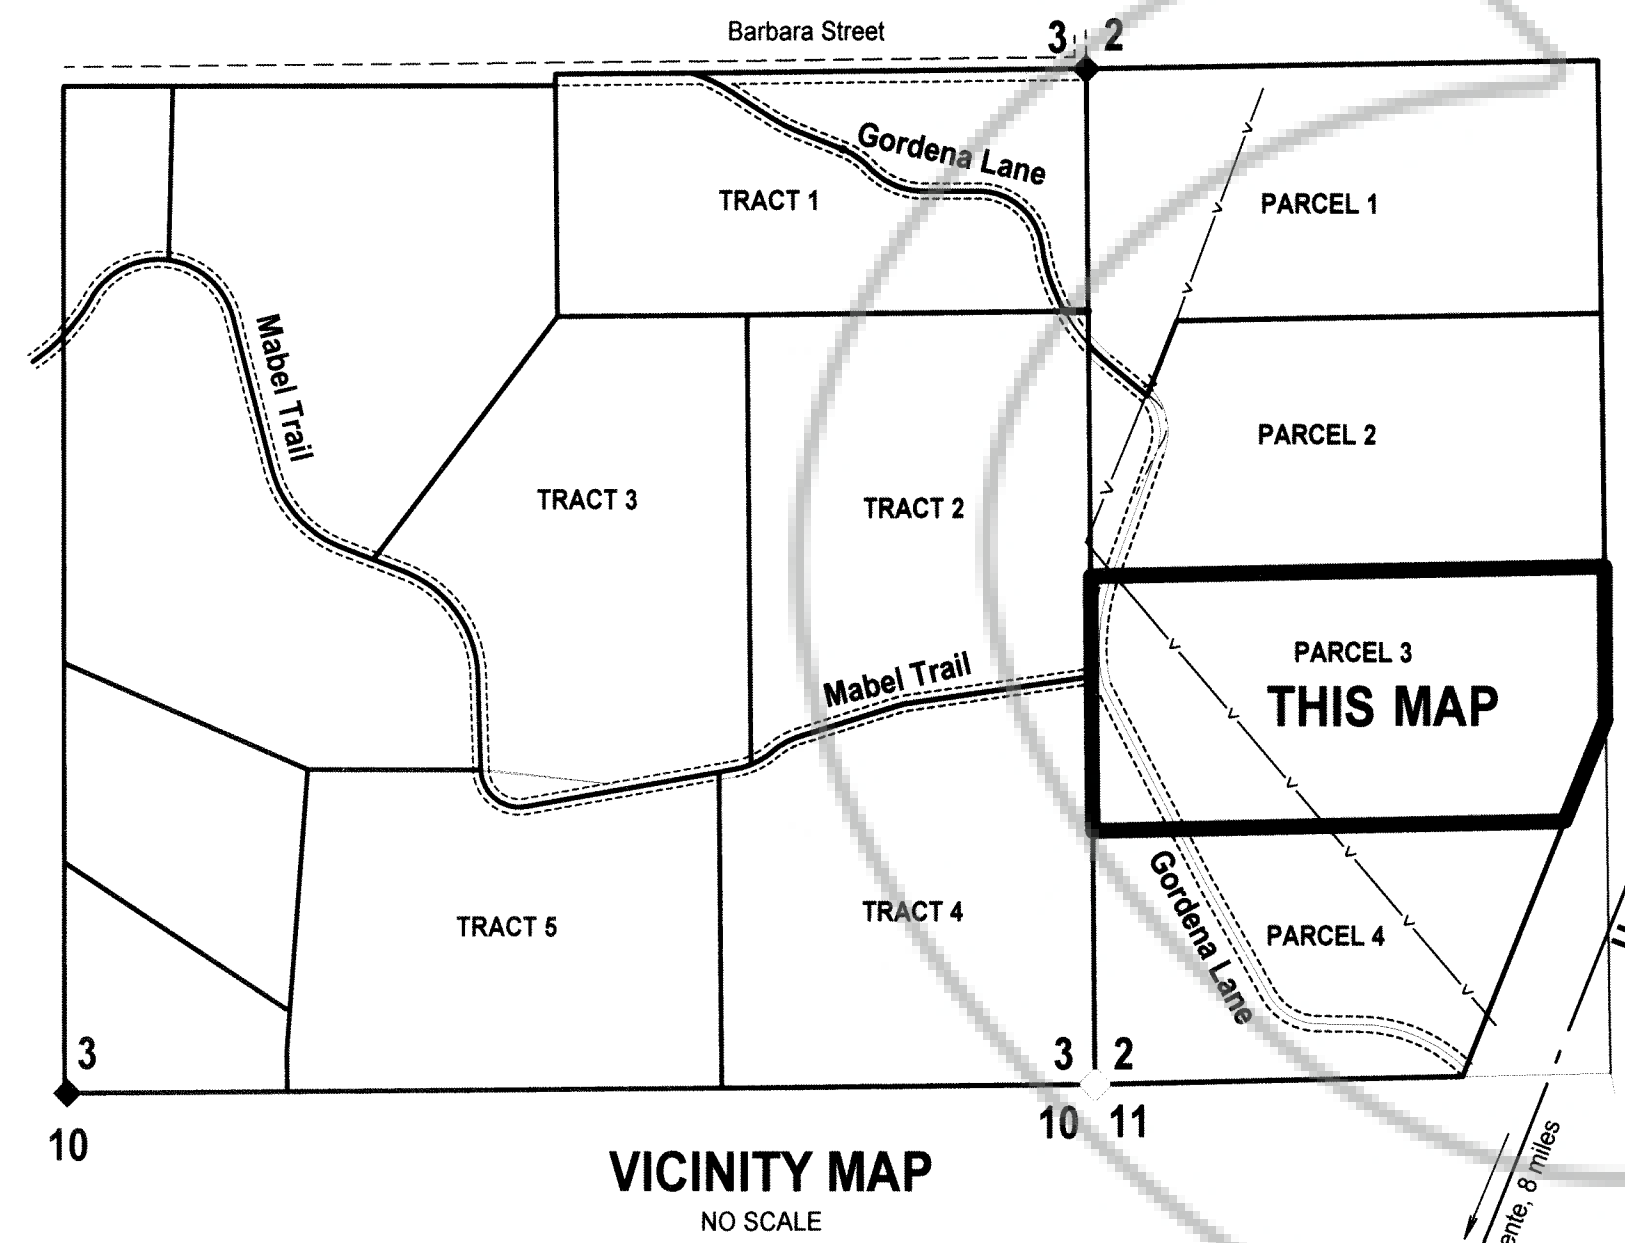 Barbara Street
3 2
Gordena Lane
TRACT 1
PARCEL 1
Mabel Trail
PARCEL 2
TRACT 3
TRACT 2
PARCEL 3
THIS MAP
Mabel Trail
Gordena Lane
TRACT 5
TRACT 4
PARCEL 4
3
3 2
10
10 11
8 miles
VICINITY MAP
NO SCALE